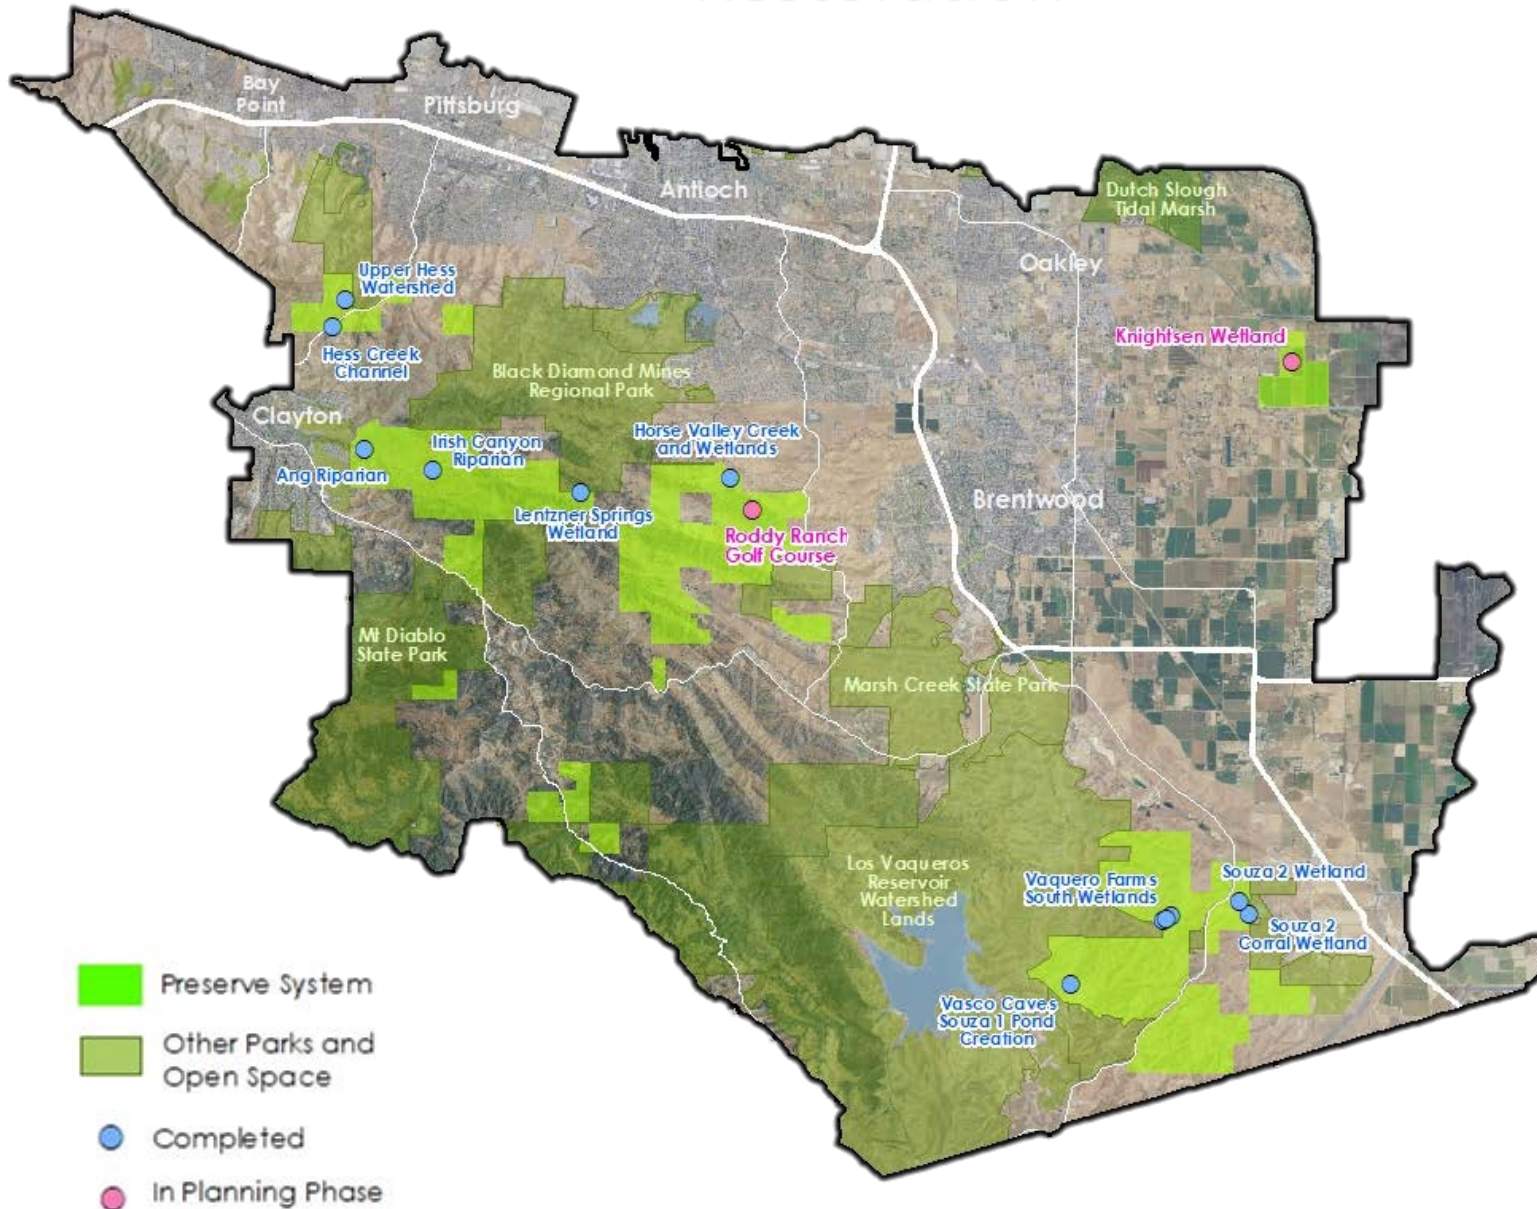 Bay
Point
Pittsburg
Antioch
Dutch Slough
Tidal Marsh
Oakley
Upper Hess
Watershed
Knightsen Wetland
Hess Creek
Channel
Black Diamond Mines
Regional Park
Clayton
Horse Valley Creek
and Wetlands
Irish Canyon
Riparian
Ang Riparian
Brentwood
Lentzner Springs
Wetland
Roddy Ranch
Golf Course
Mt Diablo
State Park
Marsh Creek State Park
Los Vaqueros
Reservoir
Watershed
Lands
Vaquero Farms
South Wetlands
Souza 2 Wetland
Souza 2
Corral Wetland
Vasco Caves
Souza 1 Pond
Creation
Preserve System
Other Parks and
Open Space
Completed
In Planning Phase